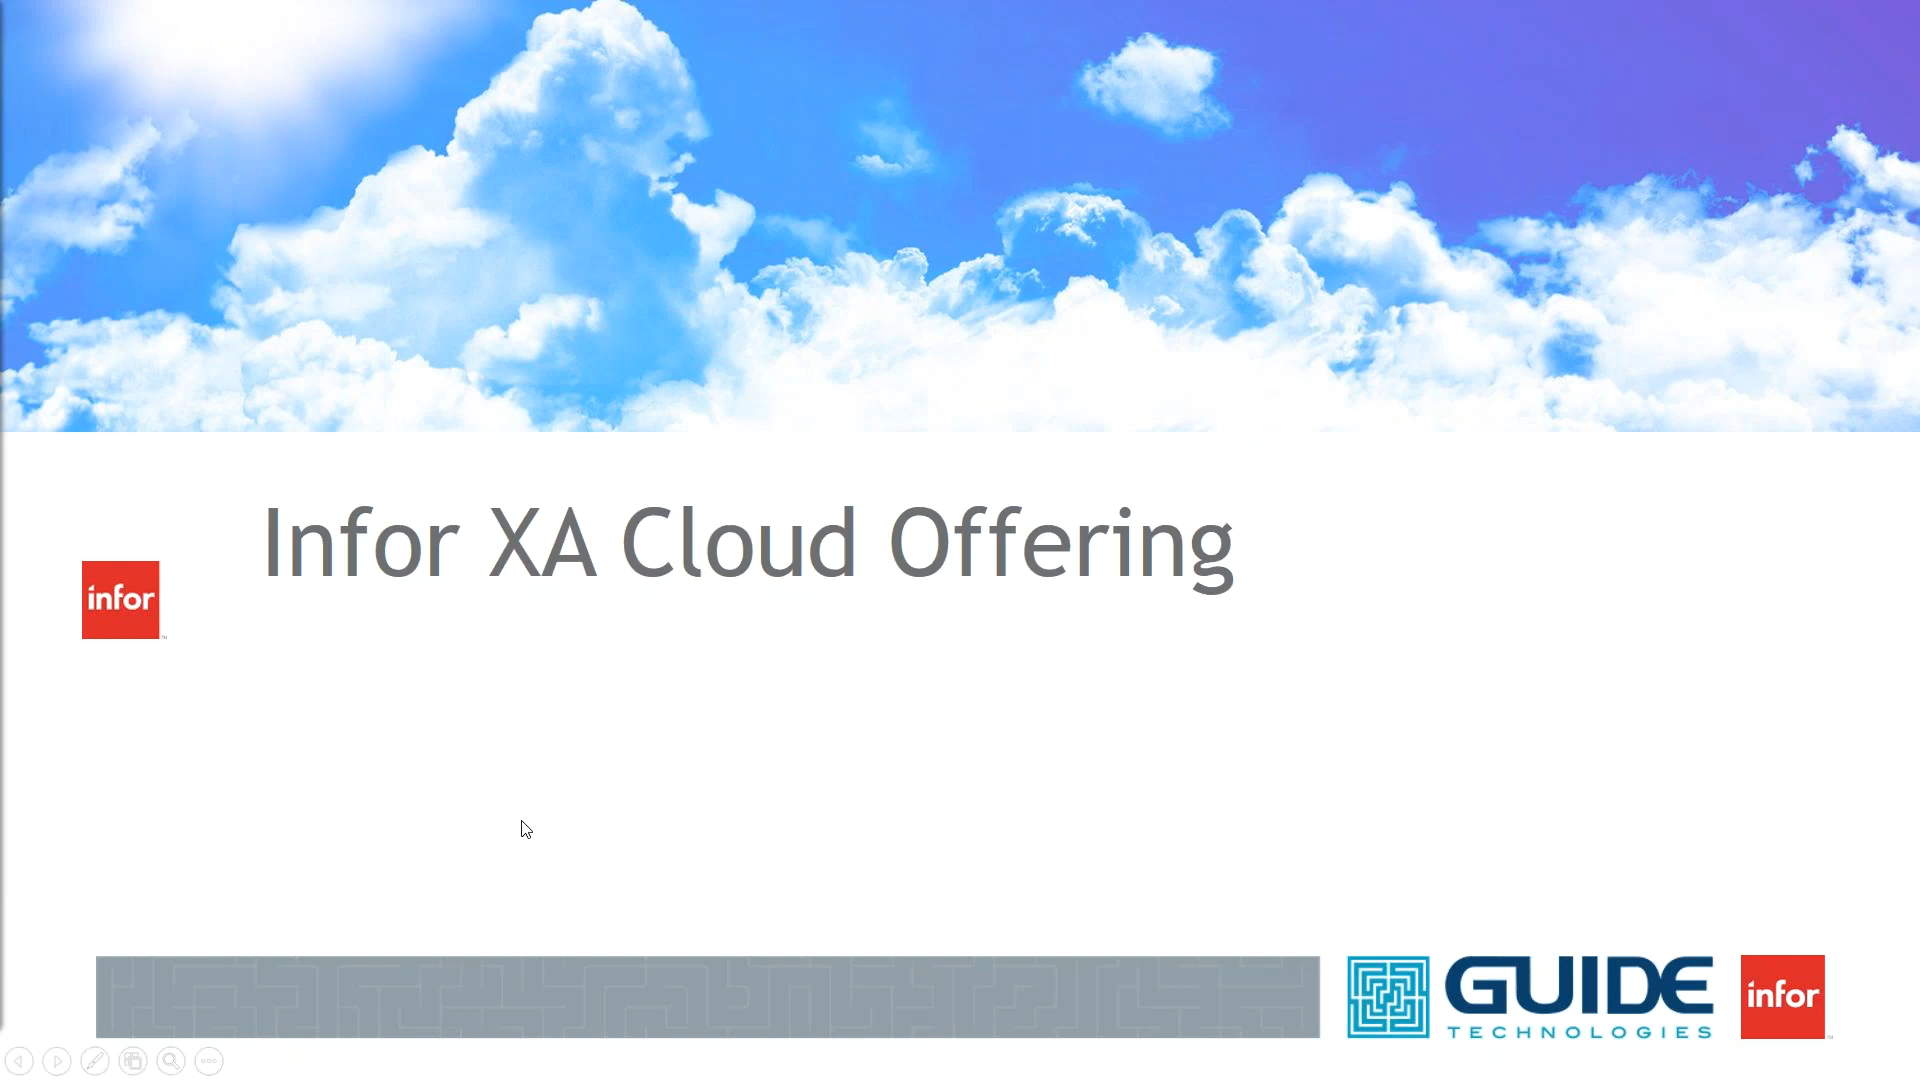 Infor XA Cloud Offering
infor
GUIDE
TECHNOLOGIES
infor